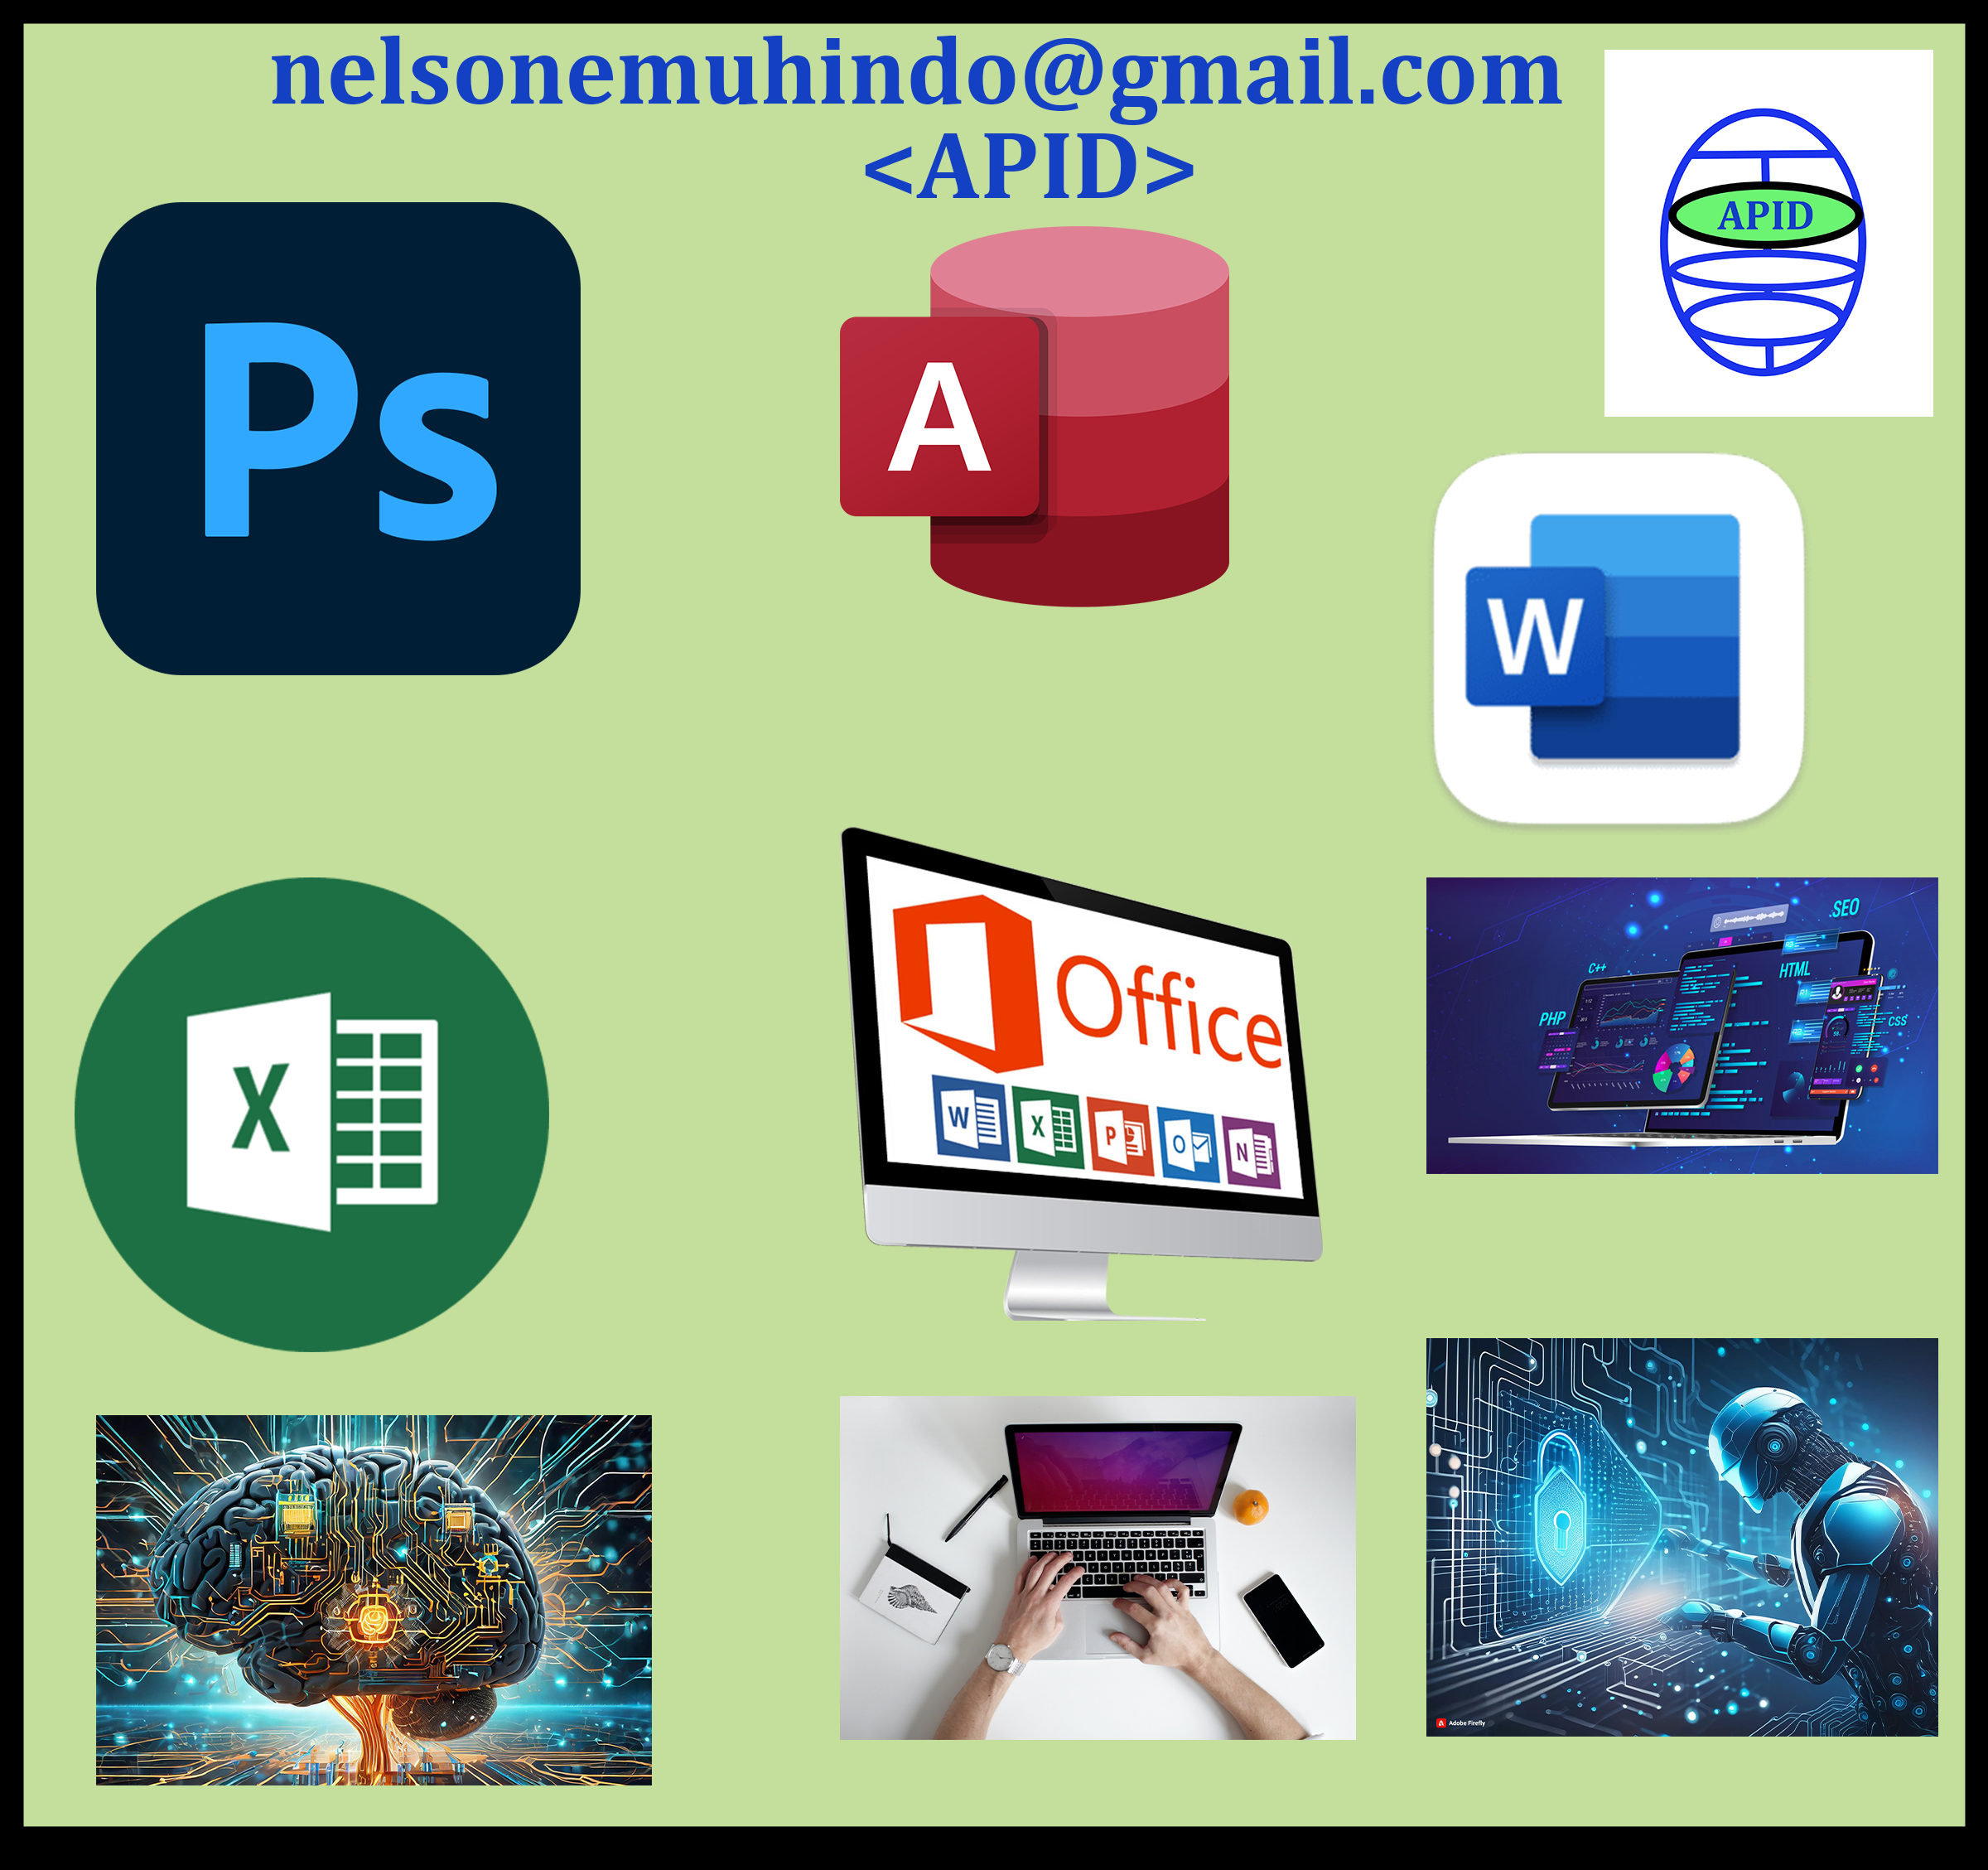 nelsonemuhindo@gmail.com
<APID>
APID
Ps
A
W
X
Office
W
X
P
O
N
.SEO
C++
HTML
PHP
CSS
Adobe Firefly